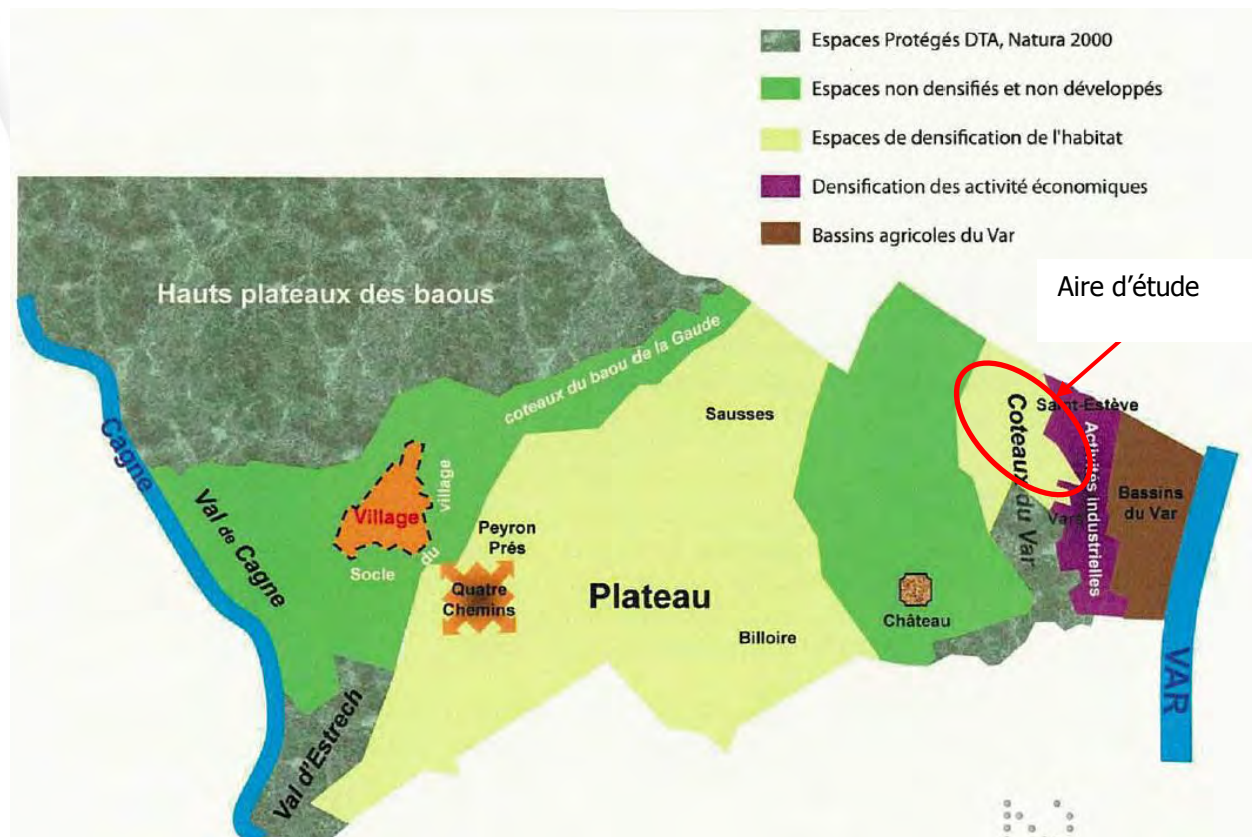 Espaces Protégés DTA, Natura 2000
Espaces non densifiés et non développés
Espaces de densification de l'habitat
Densification des activité économiques
Bassins agricoles du Var
Aire d'étude
Hauts plateaux des baous
coteaux du baou de la Gaude
Sausses
Saint-Estève
Coteaux du Var
Activités industrielles
Cagne
Val de Cagne
Village
Socle du village
Peyron
Prés
Bassins
du Var
Quatre
Chemins
Plateau
Château
Billoire
VAR
Val d'Estrech